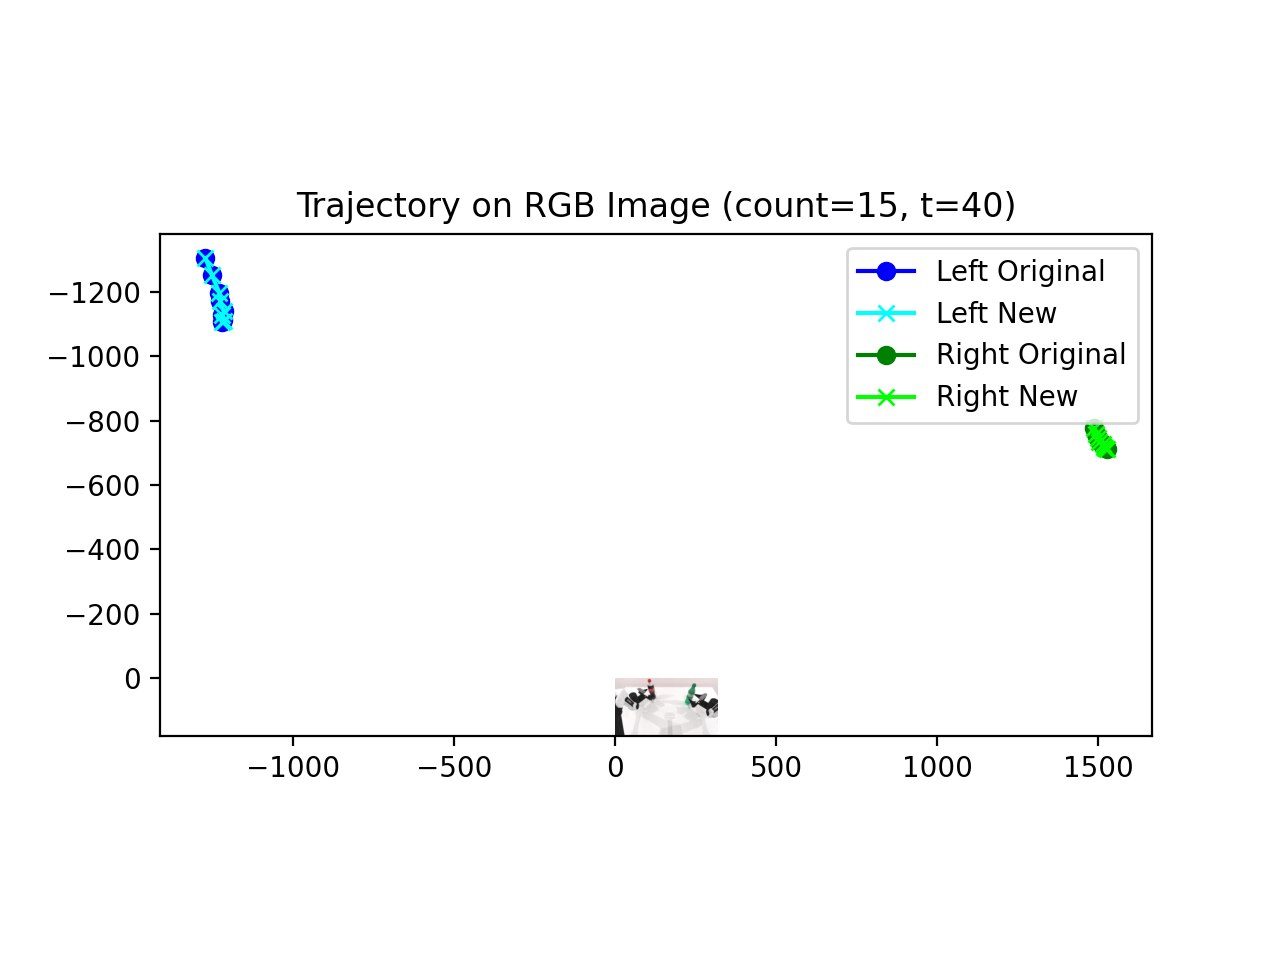 Trajectory on RGB Image (count=15, t=40)
Left Original
Left New
Right Original
Right New
−1200
−1000
−800
−600
−400
−200
0
−1000
−500
0
500
1000
1500